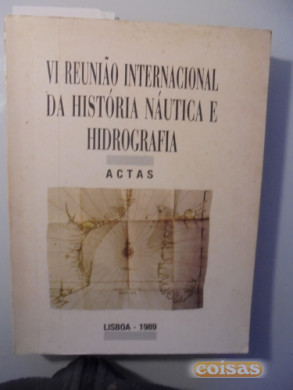 VI REUNIÃO INTERNACIONAL
DA HISTÓRIA NÁUTICA E
HIDROGRAFIA
ACTAS
LISBOA - 1989
coisas